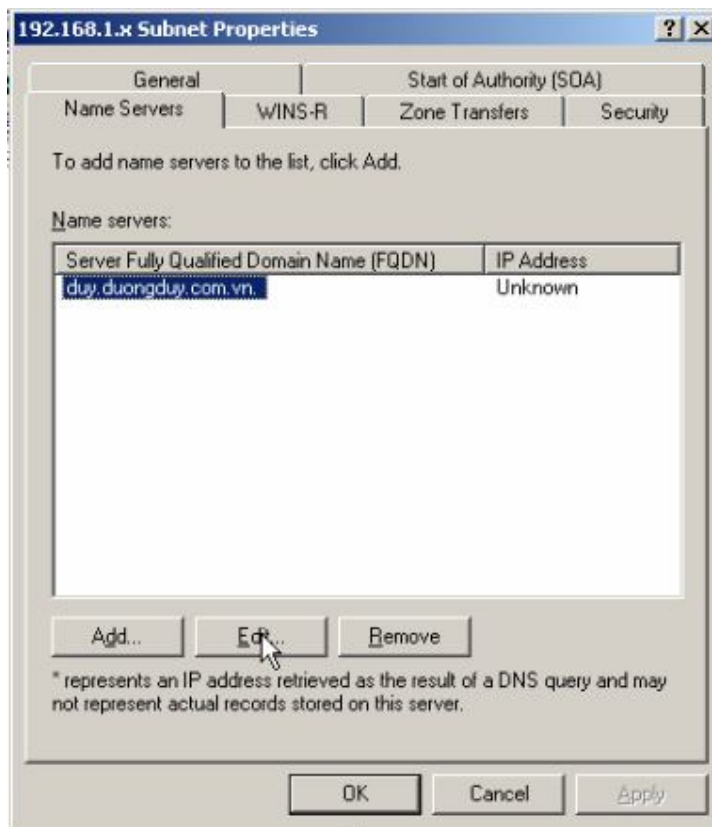 192.168.1.x Subnet Properties
General Start of Authority (SOA)
Name Servers WINS-R Zone Transfers Security
To add name servers to the list, click Add.
Name servers:
Server Fully Qualified Domain Name (FQDN) IP Address
duy.duongduy.com.vn. Unknown
Add... Edit... Remove
* represents an IP address retrieved as the result of a DNS query and may
not represent actual records stored on this server.
OK Cancel Apply